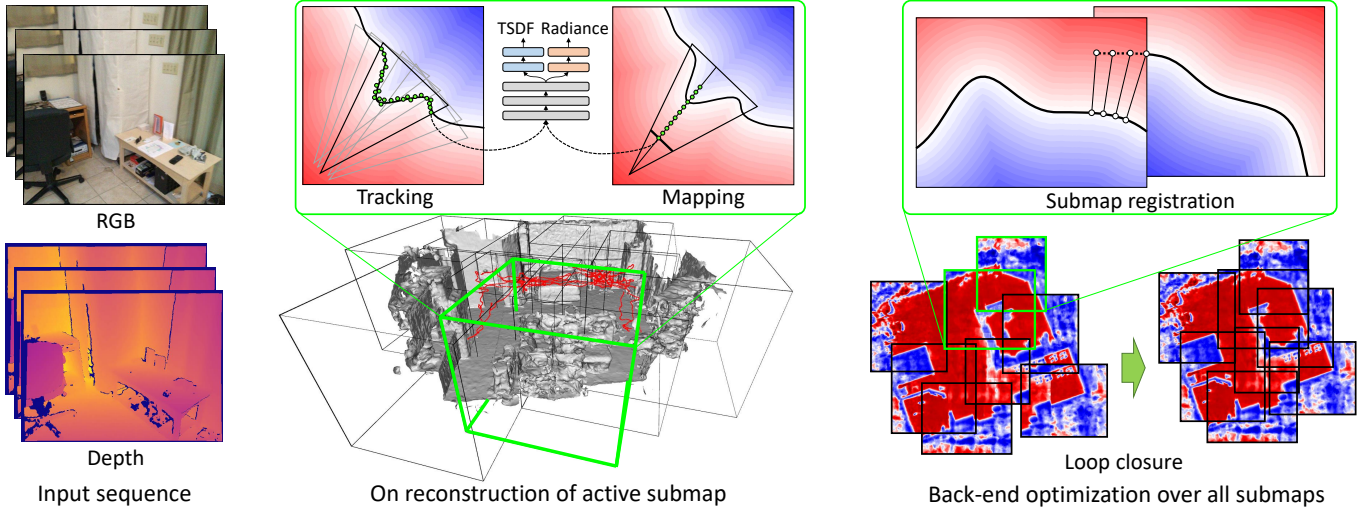 TSDF Radiance
Tracking
Mapping
Submap registration
RGB
Depth
Loop closure
Input sequence
On reconstruction of active submap
Back-end optimization over all submaps